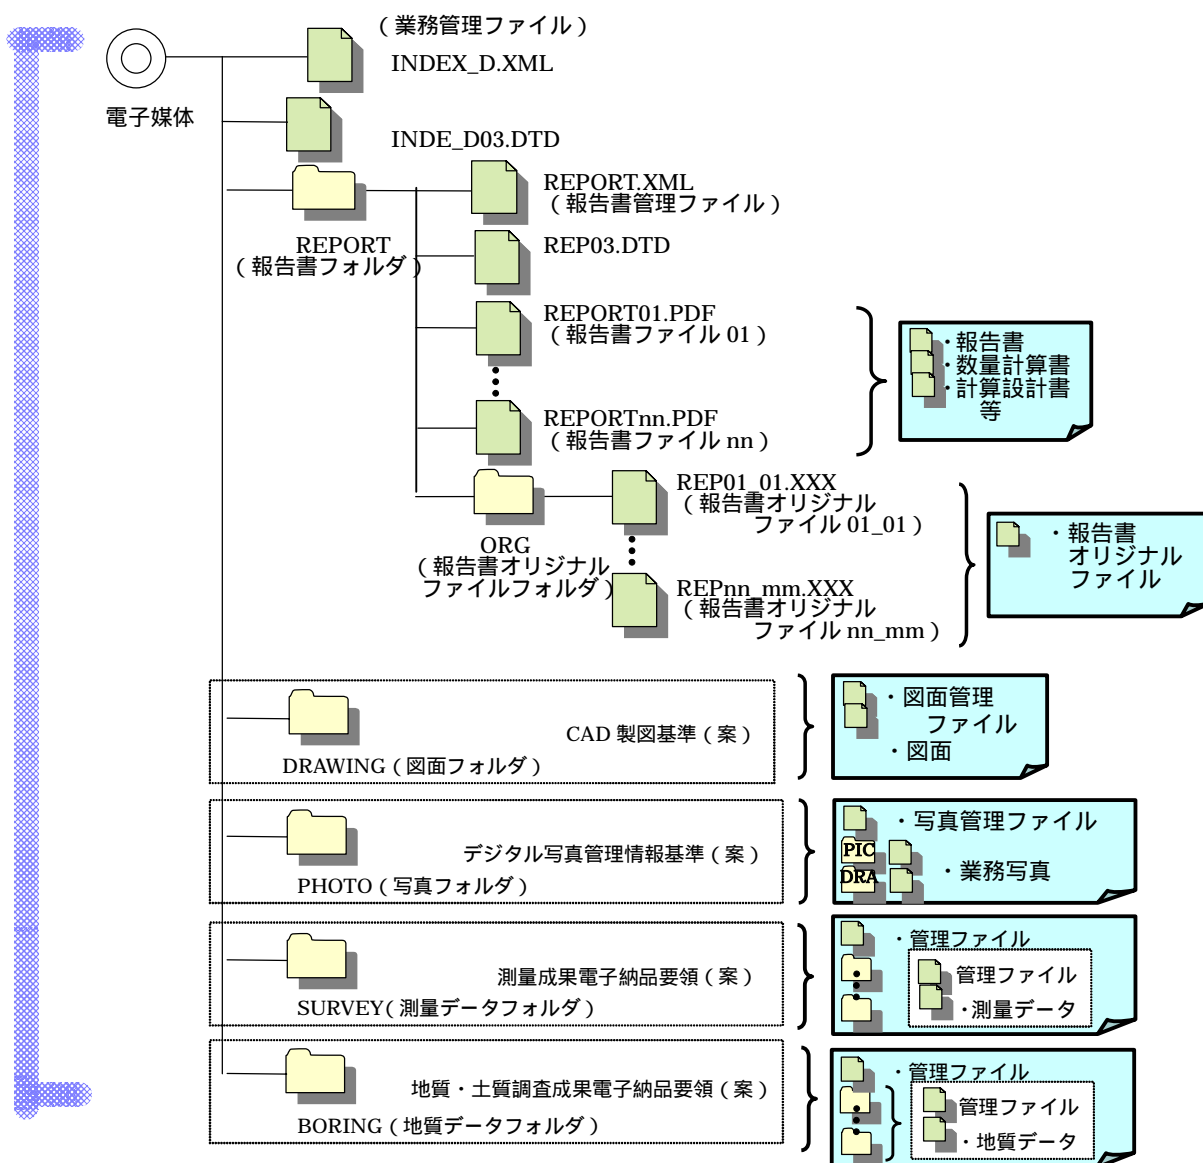 （業務管理ファイル）
INDEX_D.XML
電子媒体
INDE_D03.DTD
REPORT.XML
（報告書管理ファイル）
REPORT
（報告書フォルダ）
REP03.DTD
REPORT01.PDF
（報告書ファイル 01）
REPORTnn.PDF
（報告書ファイル nn）
・報告書
・数量計算書
・計算設計書
等
ORG
（報告書オリジナル
ファイルフォルダ）
REP01_01.XXX
（報告書オリジナル
ファイル 01_01）
REPnn_mm.XXX
（報告書オリジナル
ファイル nn_mm）
・報告書
オリジナル
ファイル
CAD 製図基準（案）
DRAWING（図面フォルダ）
・図面管理
ファイル
・図面
デジタル写真管理情報基準（案）
PHOTO（写真フォルダ）
・写真管理ファイル
PIC
DRA
・業務写真
測量成果電子納品要領（案）
SURVEY（測量データフォルダ）
・管理ファイル
管理ファイル
・測量データ
地質・土質調査成果電子納品要領（案）
BORING（地質データフォルダ）
・管理ファイル
管理ファイル
・地質データ